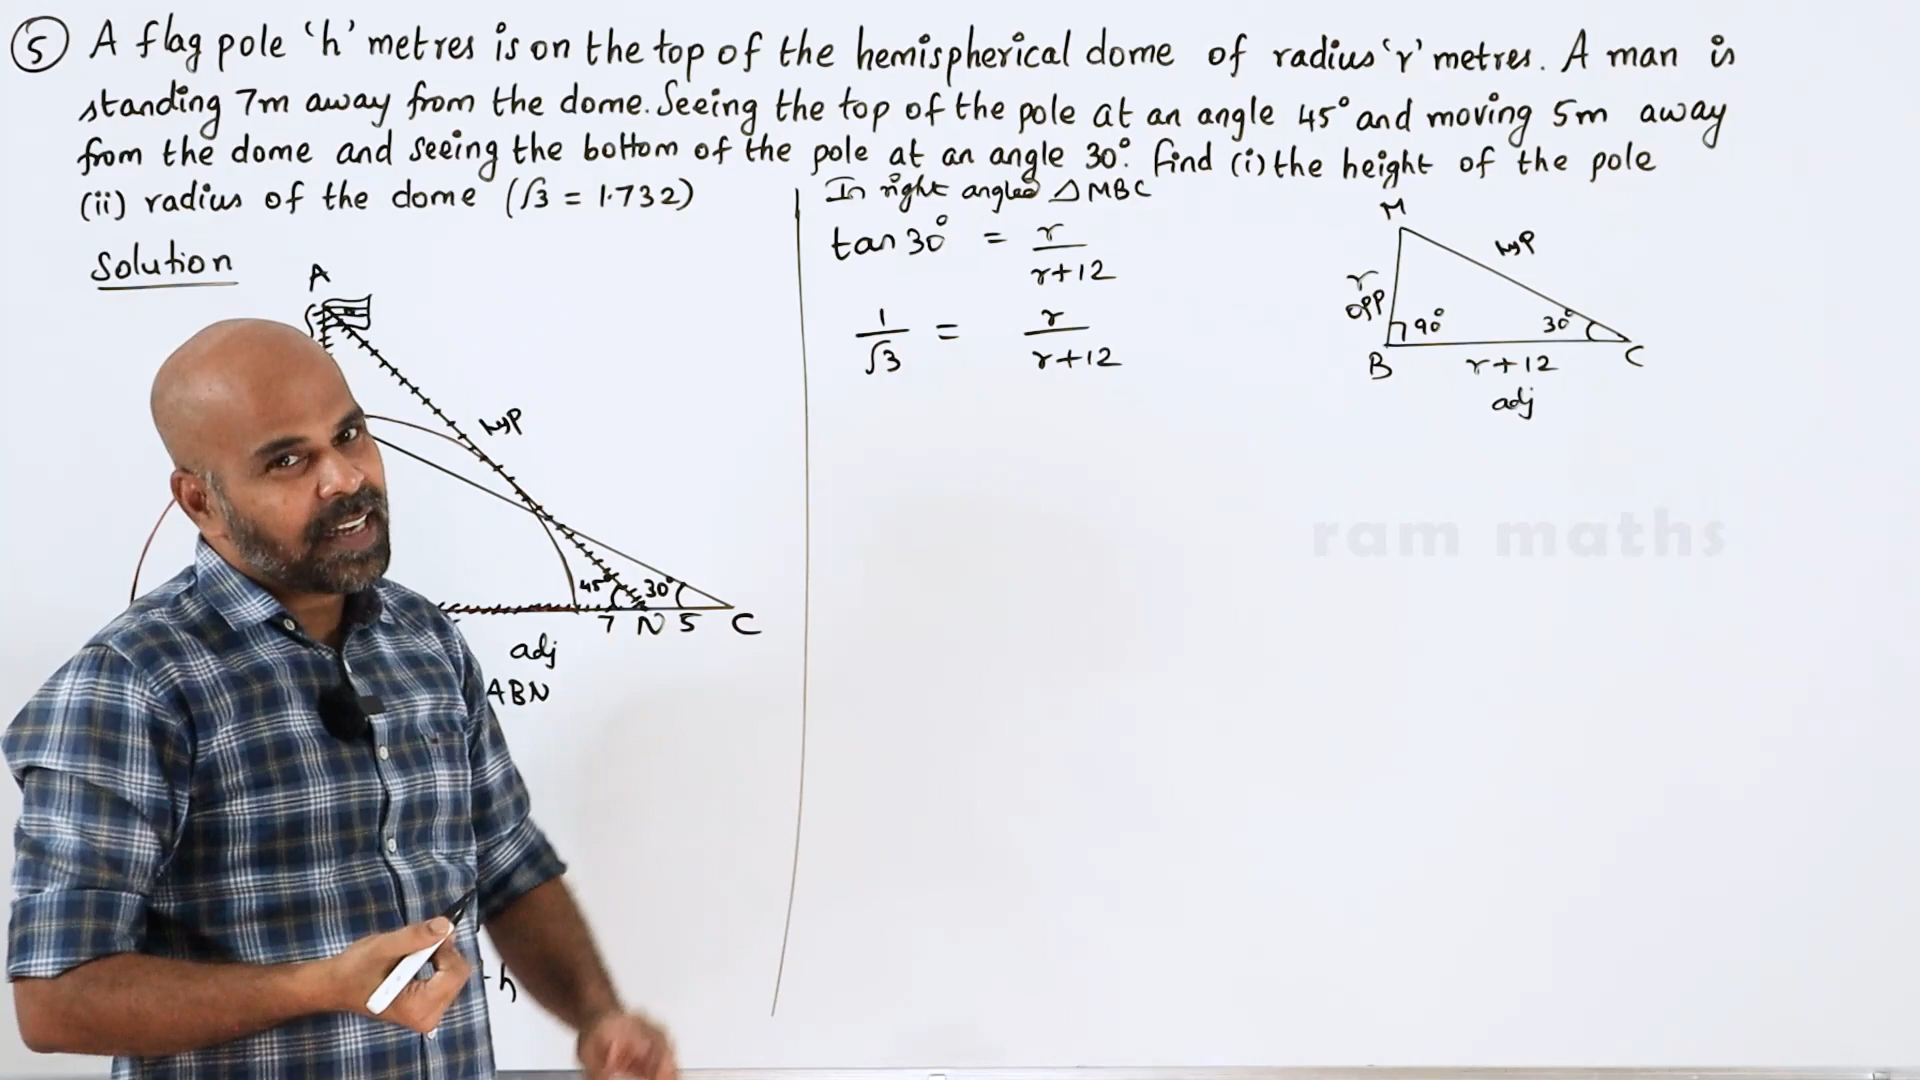 5 A flag pole 'h' metres is on the top of the hemispherical dome of radius 'r' metres. A man is
standing 7m away from the dome. Seeing the top of the pole at an angle 45° and moving 5m away
from the dome and seeing the bottom of the pole at an angle 30°. Find (i) the height of the pole
(ii) radius of the dome (√3 = 1.732)
Solution
A
hyp
45° 30°
7 N 5 C
adj
ABN
+h
In right angled △MBC
tan 30° = r/r+12
1/√3 = r/r+12
M
hyp
r
opp
90° 30°
B r+12 C
adj
ram maths